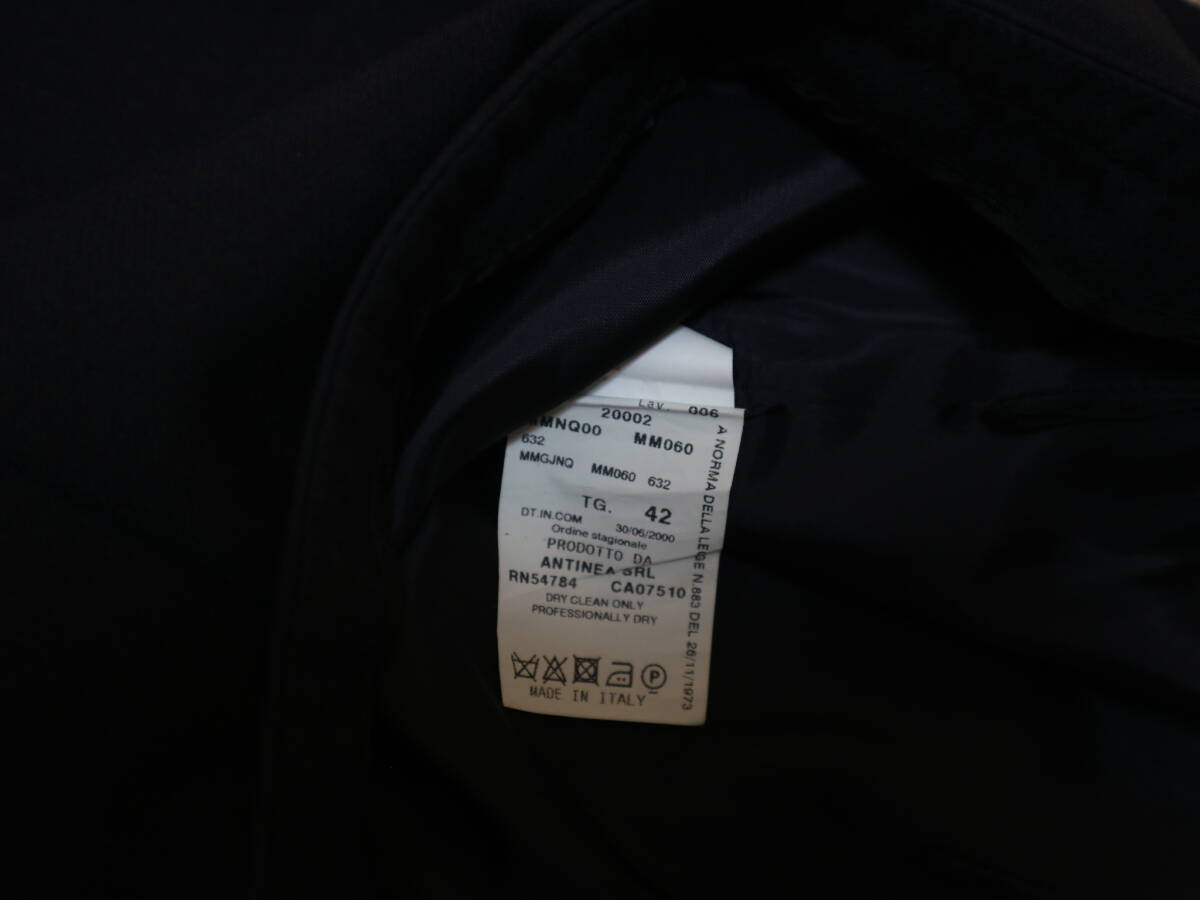 Lav. 006
20002
MMNQ00 MM060
632
MMGJNQ MM060 632
TG. 42
DT.IN.COM 30/06/2000
Ordine stagionale
PRODOTTO DA
ANTINEA SRL
RN54784 CA07510
DRY CLEAN ONLY
PROFESSIONALLY DRY
P
MADE IN ITALY
A NORMA DELLA LEGE N.883 DEL 26/11/1973